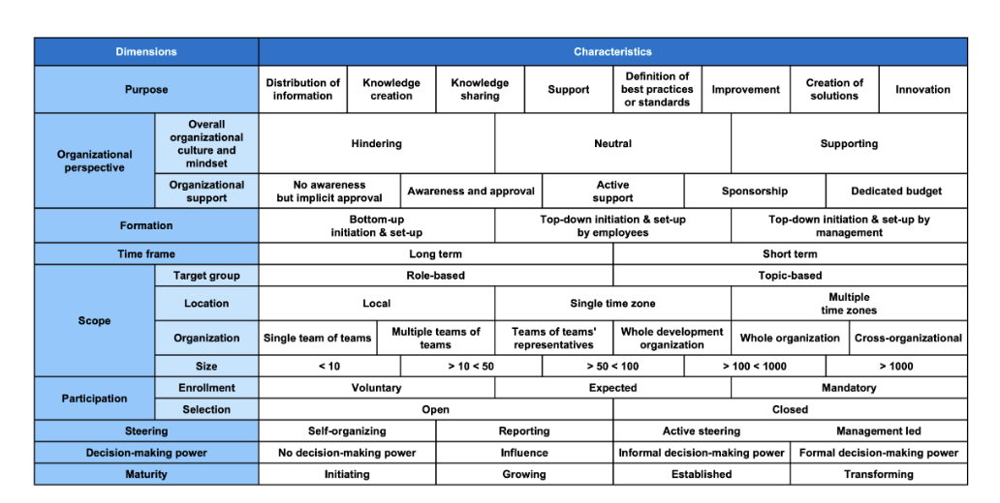 Dimensions Characteristics
Purpose Distribution of information Knowledge creation Knowledge sharing Support Definition of best practices or standards Improvement Creation of solutions Innovation
Organizational perspective Overall organizational culture and mindset Hindering Neutral Supporting
Organizational support No awareness but implicit approval Awareness and approval Active support Sponsorship Dedicated budget
Formation Bottom-up initiation & set-up Top-down initiation & set-up by employees Top-down initiation & set-up by management
Time frame Long term Short term
Scope Target group Role-based Topic-based
Location Local Single time zone Multiple time zones
Organization Single team of teams Multiple teams of teams Teams of teams' representatives Whole development organization Whole organization Cross-organizational
Size < 10 > 10 < 50 > 50 < 100 > 100 < 1000 > 1000
Participation Enrollment Voluntary Expected Mandatory
Selection Open Closed
Steering Self-organizing Reporting Active steering Management led
Decision-making power No decision-making power Influence Informal decision-making power Formal decision-making power
Maturity Initiating Growing Established Transforming